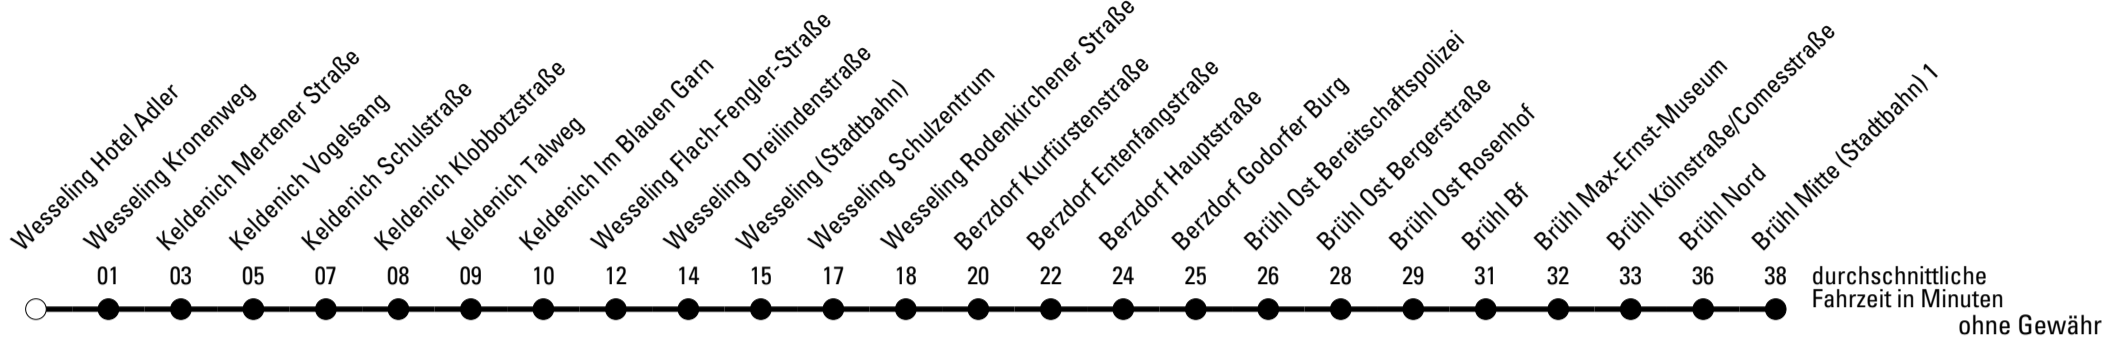 Wesseling Hotel Adler
Wesseling Kronenweg
Keldenich Mertener Straße
Keldenich Vogelsang
Keldenich Schulstraße
Keldenich Klobbotzstraße
Keldenich Talweg
Keldenich Im Blauen Garn
Wesseling Flach-Fengler-Straße
Wesseling Dreilindenstraße
Wesseling (Stadtbahn)
Wesseling Schulzentrum
Wesseling Rodenkirchener Straße
Berzdorf Kurfürstenstraße
Berzdorf Entenfangstraße
Berzdorf Hauptstraße
Berzdorf Godorfer Burg
Brühl Ost Bereitschaftspolizei
Brühl Ost Bergerstraße
Brühl Ost Rosenhof
Brühl Bf
Brühl Max-Ernst-Museum
Brühl Kölnstraße/Comesstraße
Brühl Nord
Brühl Mitte (Stadtbahn) 1
01 03 05 07 08 09 10 12 14 15 17 18 20 22 24 25 26 28 29 31 32 33 36 38 durchschnittliche
Fahrzeit in Minuten
ohne Gewähr